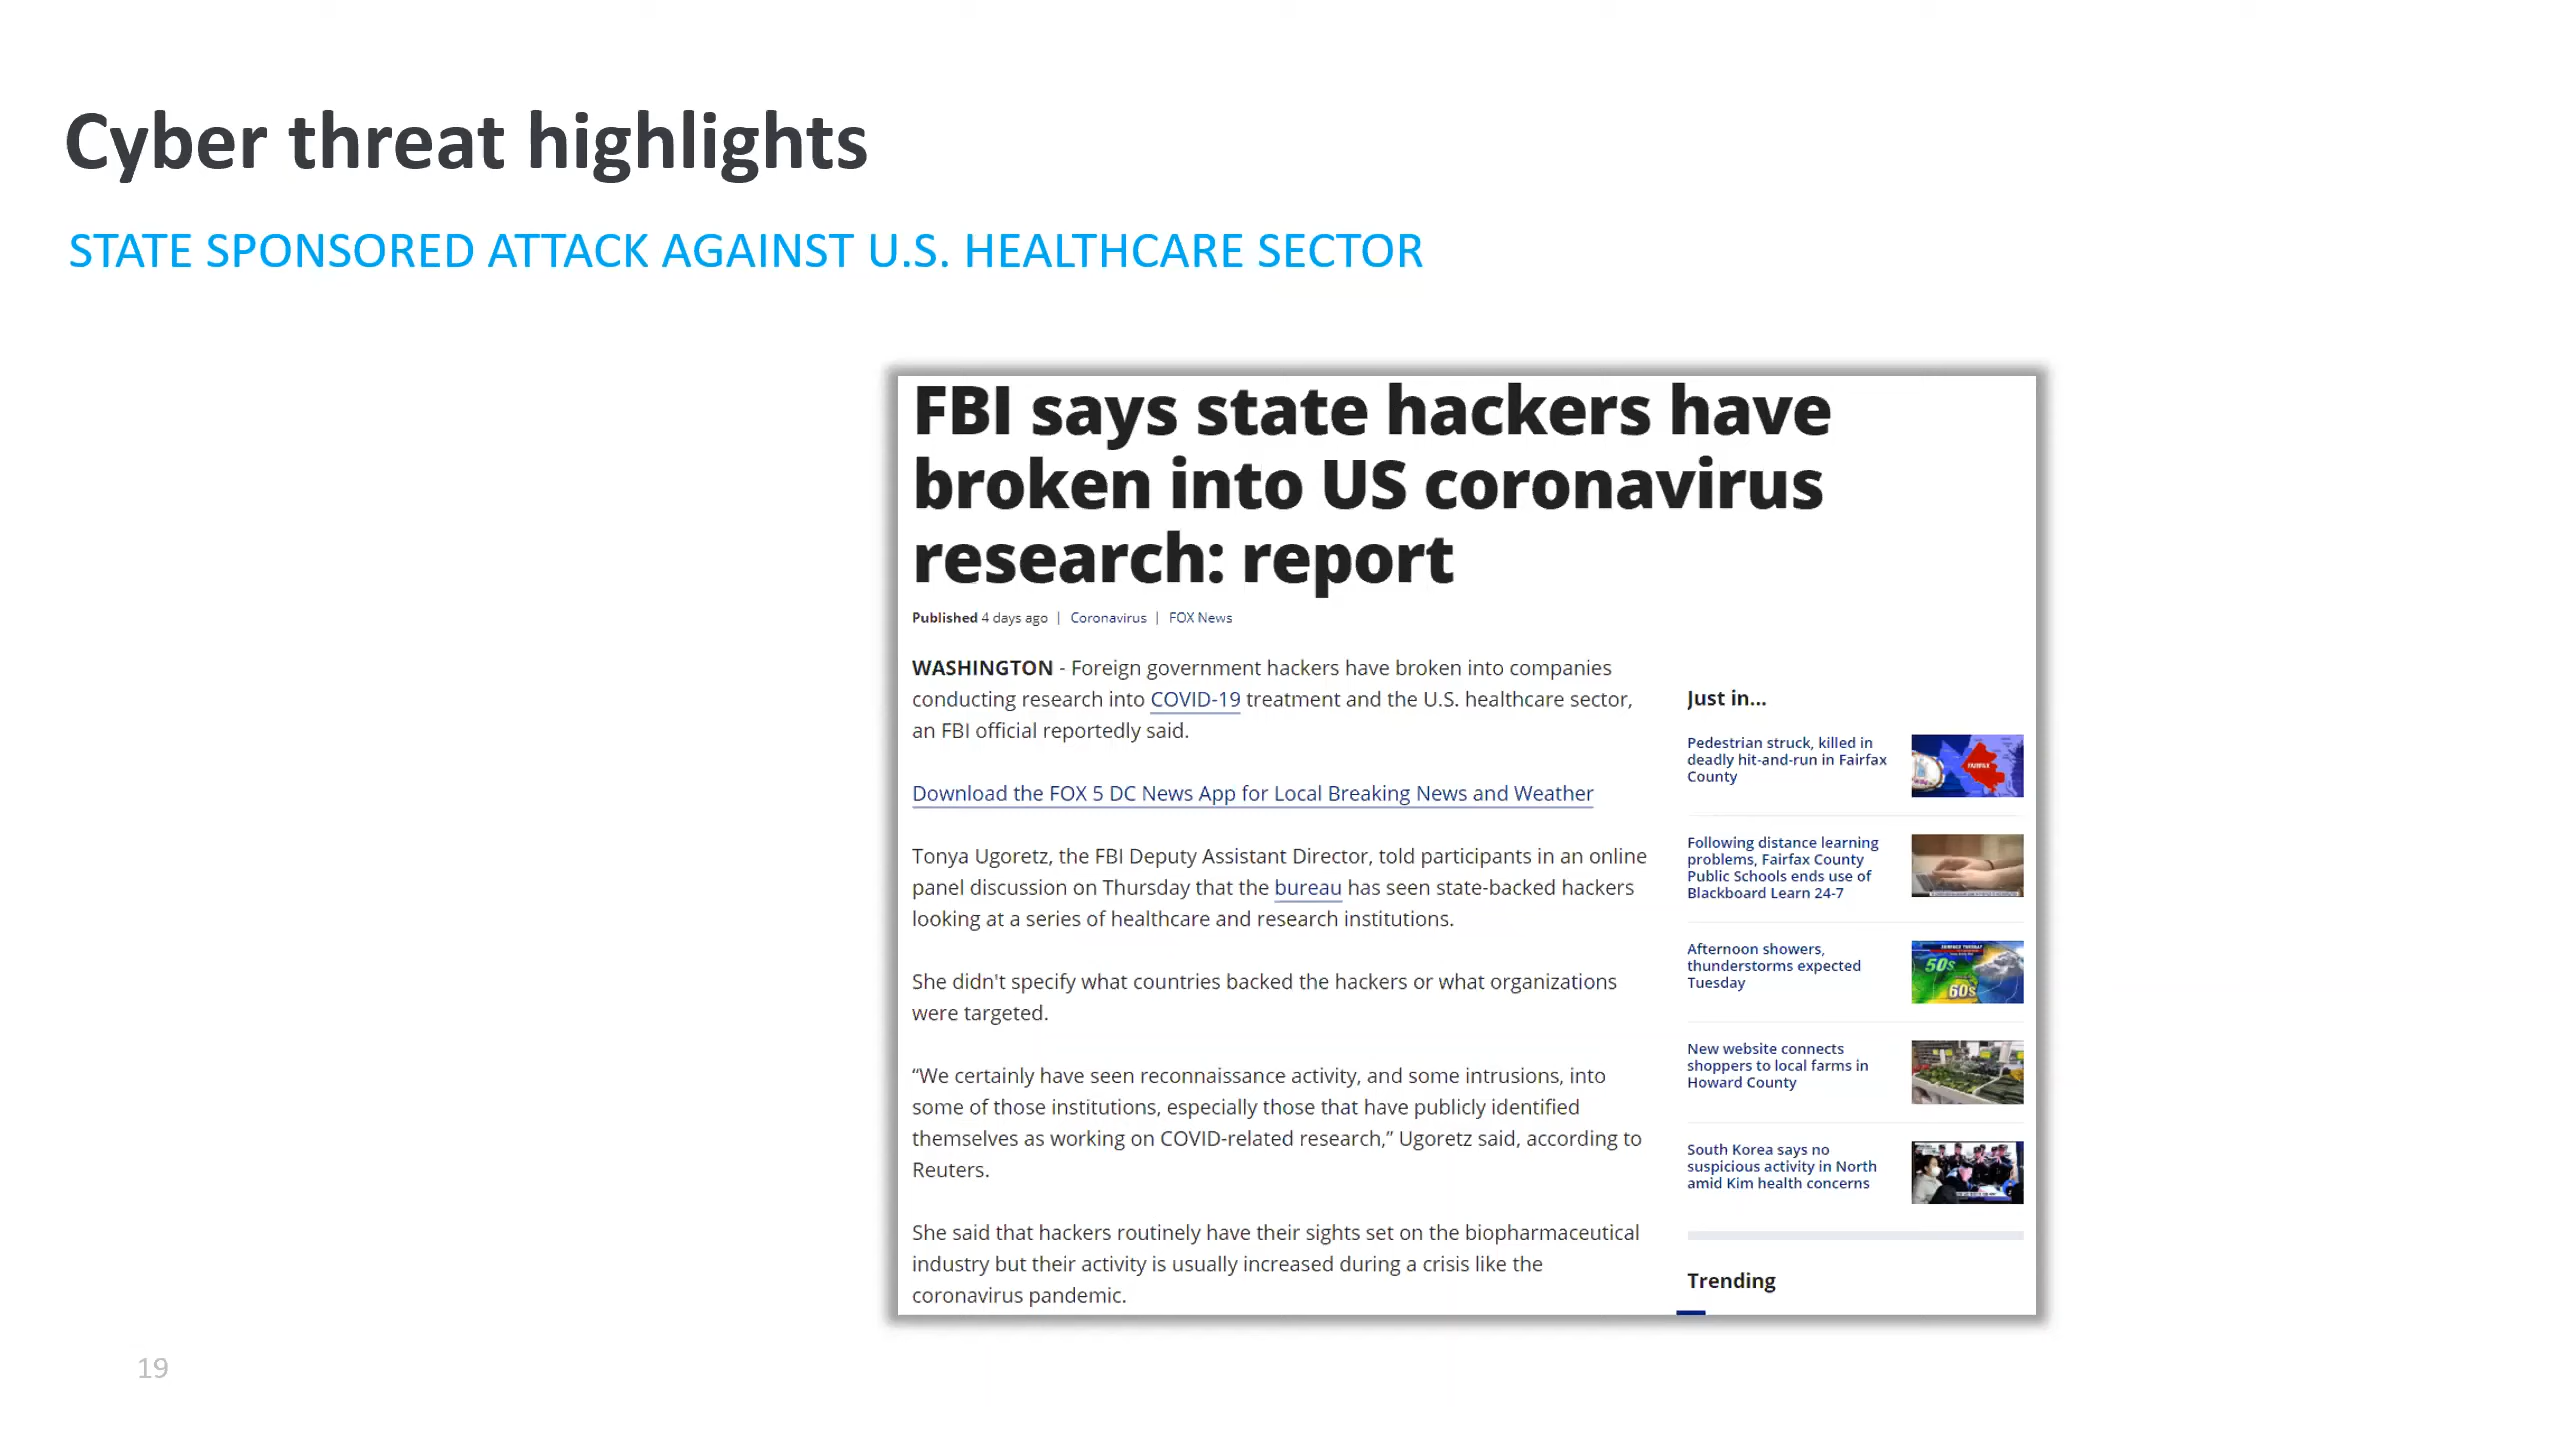 Cyber threat highlights
STATE SPONSORED ATTACK AGAINST U.S. HEALTHCARE SECTOR
FBI says state hackers have
broken into US coronavirus
research: report
Published 4 days ago | Coronavirus | FOX News
WASHINGTON - Foreign government hackers have broken into companies
conducting research into COVID-19 treatment and the U.S. healthcare sector,
an FBI official reportedly said.
Download the FOX 5 DC News App for Local Breaking News and Weather
Tonya Ugoretz, the FBI Deputy Assistant Director, told participants in an online
panel discussion on Thursday that the bureau has seen state-backed hackers
looking at a series of healthcare and research institutions.
She didn't specify what countries backed the hackers or what organizations
were targeted.
“We certainly have seen reconnaissance activity, and some intrusions, into
some of those institutions, especially those that have publicly identified
themselves as working on COVID-related research,” Ugoretz said, according to
Reuters.
She said that hackers routinely have their sights set on the biopharmaceutical
industry but their activity is usually increased during a crisis like the
coronavirus pandemic.
Just in...
Pedestrian struck, killed in
deadly hit-and-run in Fairfax
County
FAIRFAX
Following distance learning
problems, Fairfax County
Public Schools ends use of
Blackboard Learn 24-7
Afternoon showers,
thunderstorms expected
Tuesday
50s
60s
New website connects
shoppers to local farms in
Howard County
South Korea says no
suspicious activity in North
amid Kim health concerns
Trending
19